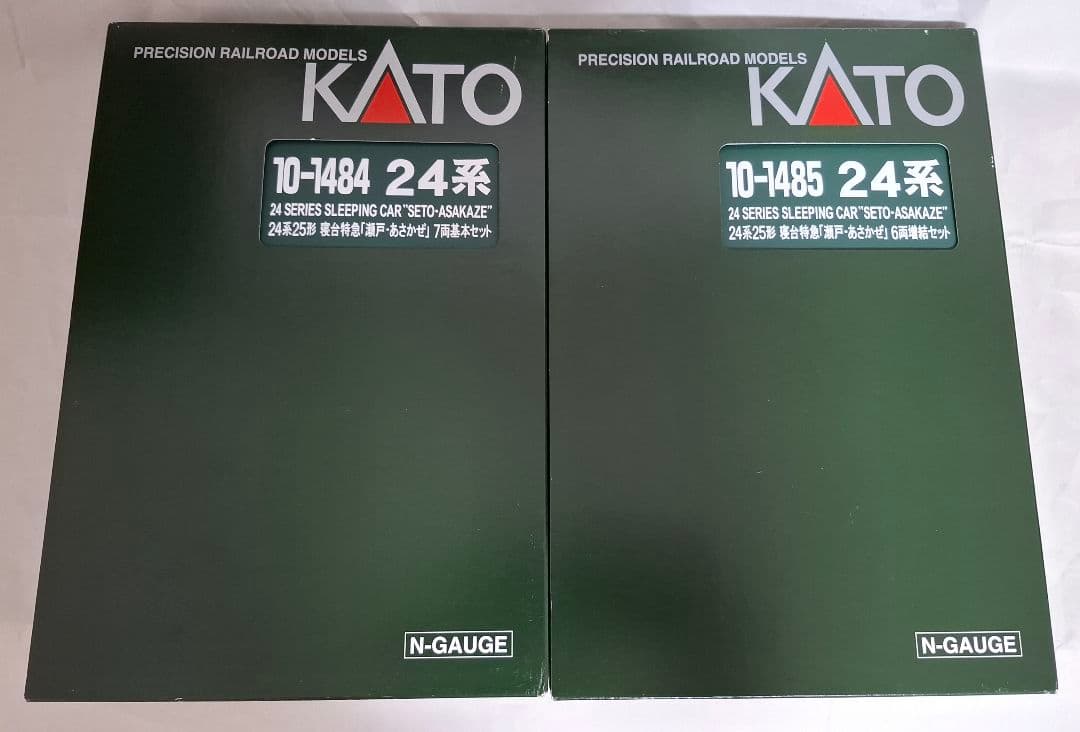 PRECISION RAILROAD MODELS
KATO
10-1484 24系
24 SERIES SLEEPING CAR "SETO-ASAKAZE"
24系25形 寝台特急「瀬戸・あさかぜ」 7両基本セット
N-GAUGE
PRECISION RAILROAD MODELS
KATO
10-1485 24系
24 SERIES SLEEPING CAR "SETO-ASAKAZE"
24系25形 寝台特急「瀬戸・あさかぜ」 6両増結セット
N-GAUGE